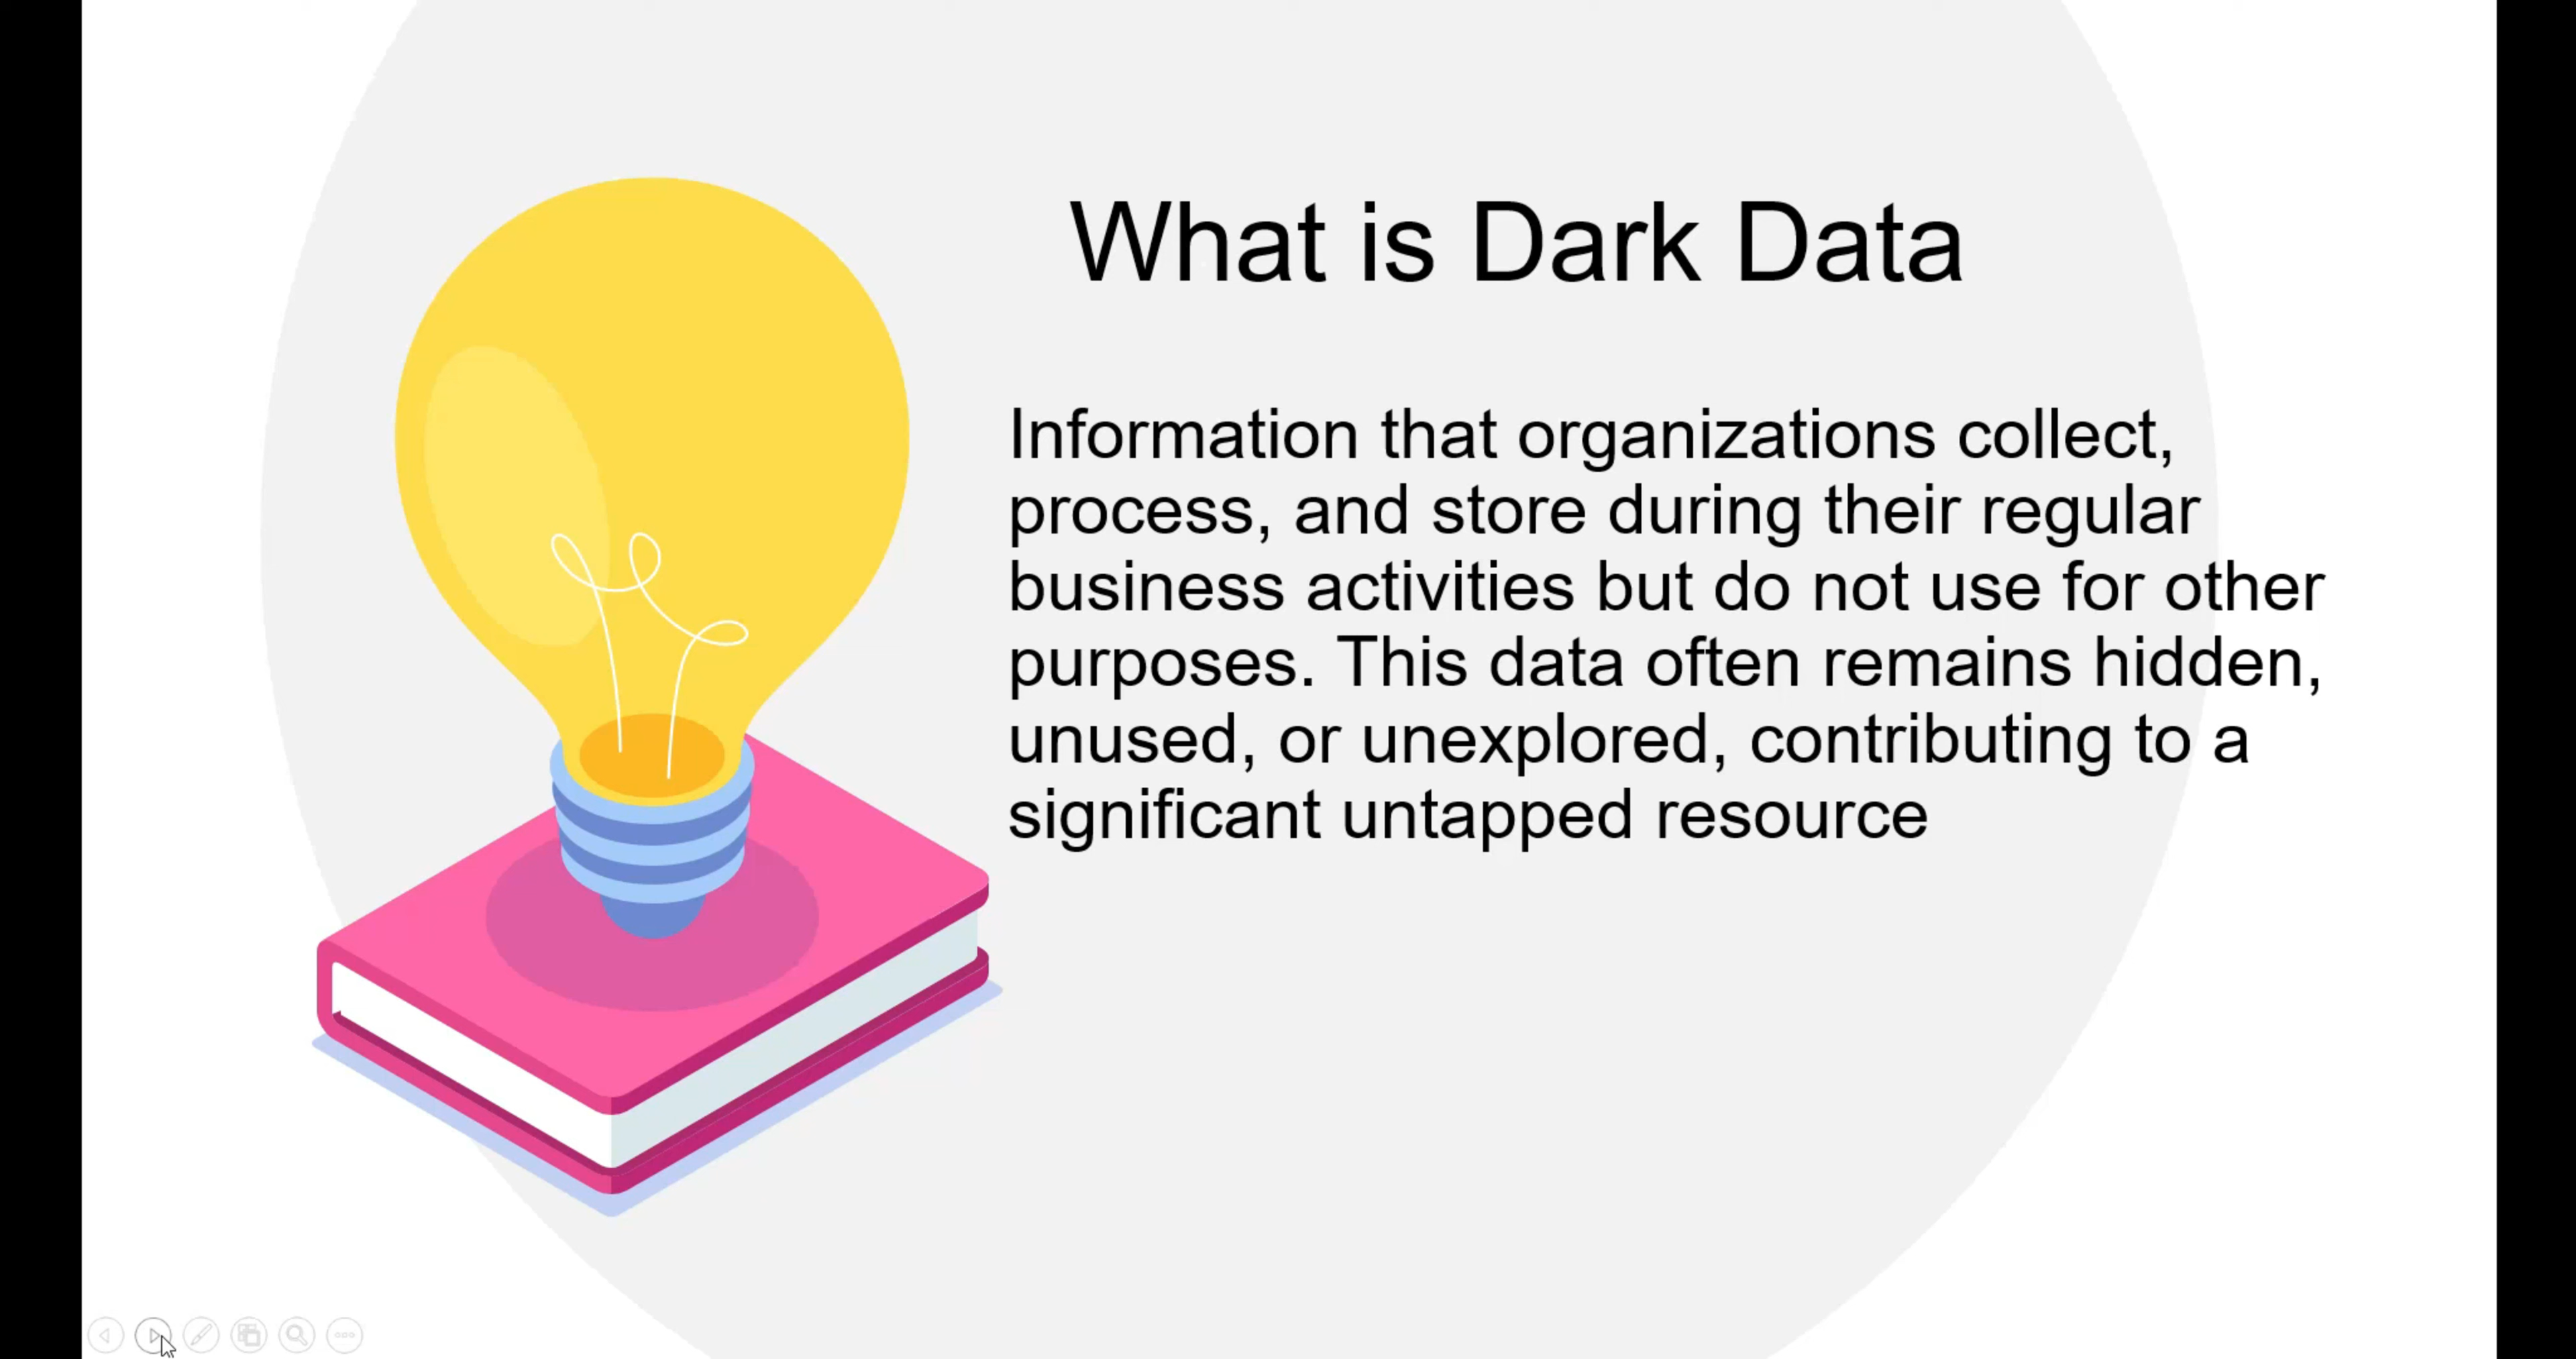 What is Dark Data
Information that organizations collect,
process, and store during their regular
business activities but do not use for other
purposes. This data often remains hidden,
unused, or unexplored, contributing to a
significant untapped resource